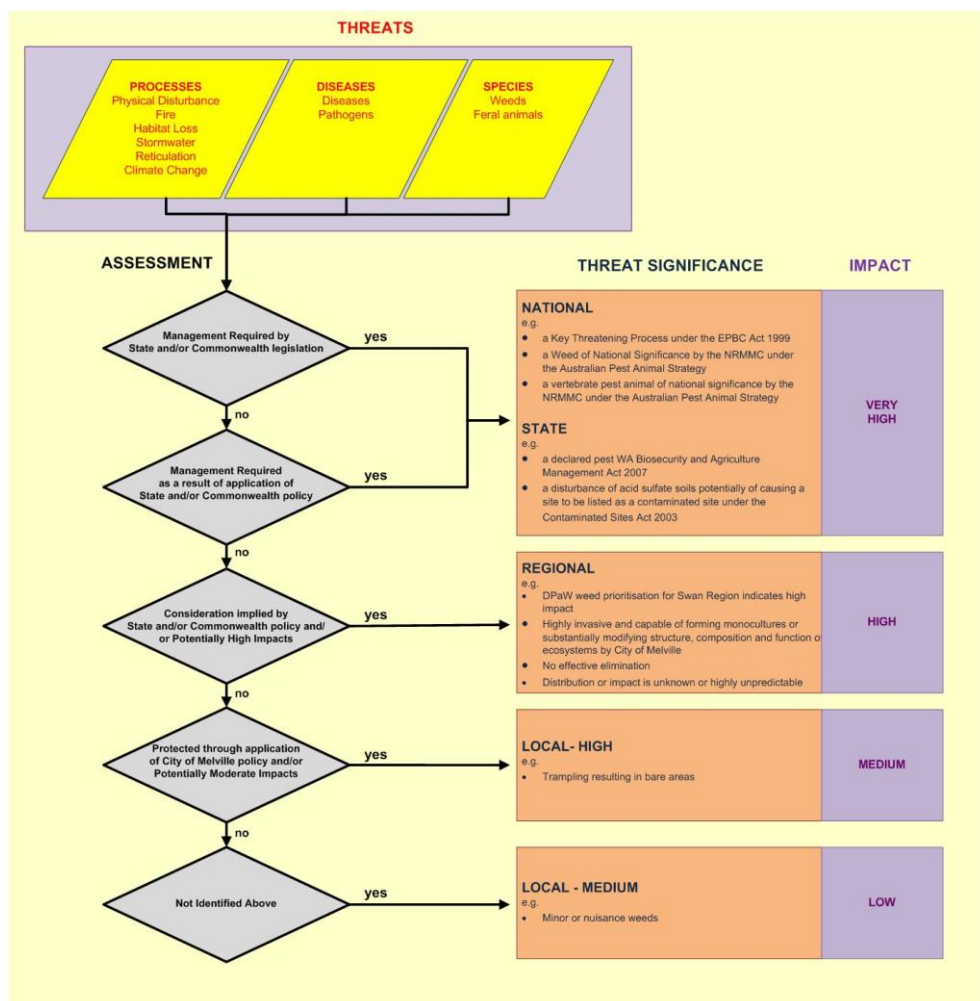 THREATS
PROCESSES
Physical Disturbance
Fire
Habitat Loss
Stormwater
Reticulation
Climate Change
DISEASES
Diseases
Pathogens
SPECIES
Weeds
Feral animals
ASSESSMENT
THREAT SIGNIFICANCE
IMPACT
Management Required by
State and/or Commonwealth legislation
yes
no
Management Required
as a result of application of
State and/or Commonwealth policy
yes
no
NATIONAL
e.g.
● a Key Threatening Process under the EPBC Act 1999
● a Weed of National Significance by the NRMMC under
the Australian Pest Animal Strategy
● a vertebrate pest animal of national significance by the
NRMMC under the Australian Pest Animal Strategy
STATE
e.g.
● a declared pest WA Biosecurity and Agriculture
Management Act 2007
● a disturbance of acid sulfate soils potentially of causing a
site to be listed as a contaminated site under the
Contaminated Sites Act 2003
VERY
HIGH
Consideration implied by
State and/or Commonwealth policy and/
or Potentially High Impacts
yes
no
REGIONAL
e.g.
• DPaW weed prioritisation for Swan Region indicates high
impact
● Highly invasive and capable of forming monocultures or
substantially modifying structure, composition and function of
ecosystems by City of Melville
● No effective elimination
• Distribution or impact is unknown or highly unpredictable
HIGH
Protected through application
of City of Melville policy and/or
Potentially Moderate Impacts
yes
no
LOCAL- HIGH
e.g.
• Trampling resulting in bare areas
MEDIUM
Not Identified Above
yes
LOCAL - MEDIUM
e.g.
• Minor or nuisance weeds
LOW